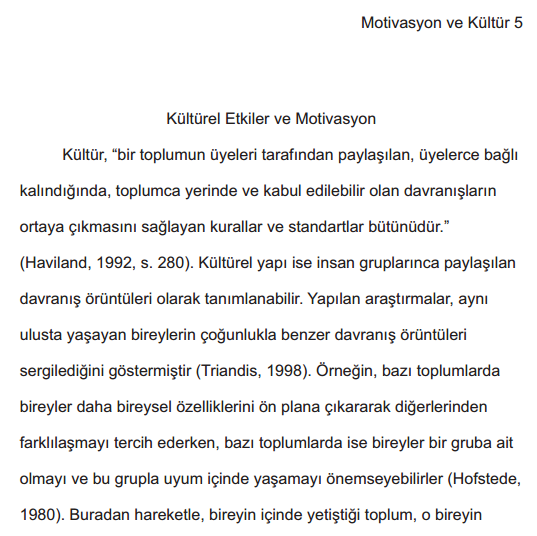 Motivasyon ve Kültür 5
Kültürel Etkiler ve Motivasyon
Kültür, “bir toplumun üyeleri tarafından paylaşılan, üyelerce bağlı
kalındığında, toplumca yerinde ve kabul edilebilir olan davranışların
ortaya çıkmasını sağlayan kurallar ve standartlar bütünüdür.”
(Haviland, 1992, s. 280). Kültürel yapı ise insan gruplarınca paylaşılan
davranış örüntüleri olarak tanımlanabilir. Yapılan araştırmalar, aynı
ulusta yaşayan bireylerin çoğunlukla benzer davranış örüntüleri
sergilediğini göstermiştir (Triandis, 1998). Örneğin, bazı toplumlarda
bireyler daha bireysel özelliklerini ön plana çıkararak diğerlerinden
farklılaşmayı tercih ederken, bazı toplumlarda ise bireyler bir gruba ait
olmayı ve bu grupla uyum içinde yaşamayı önemseyebilirler (Hofstede,
1980). Buradan hareketle, bireyin içinde yetiştiği toplum, o bireyin